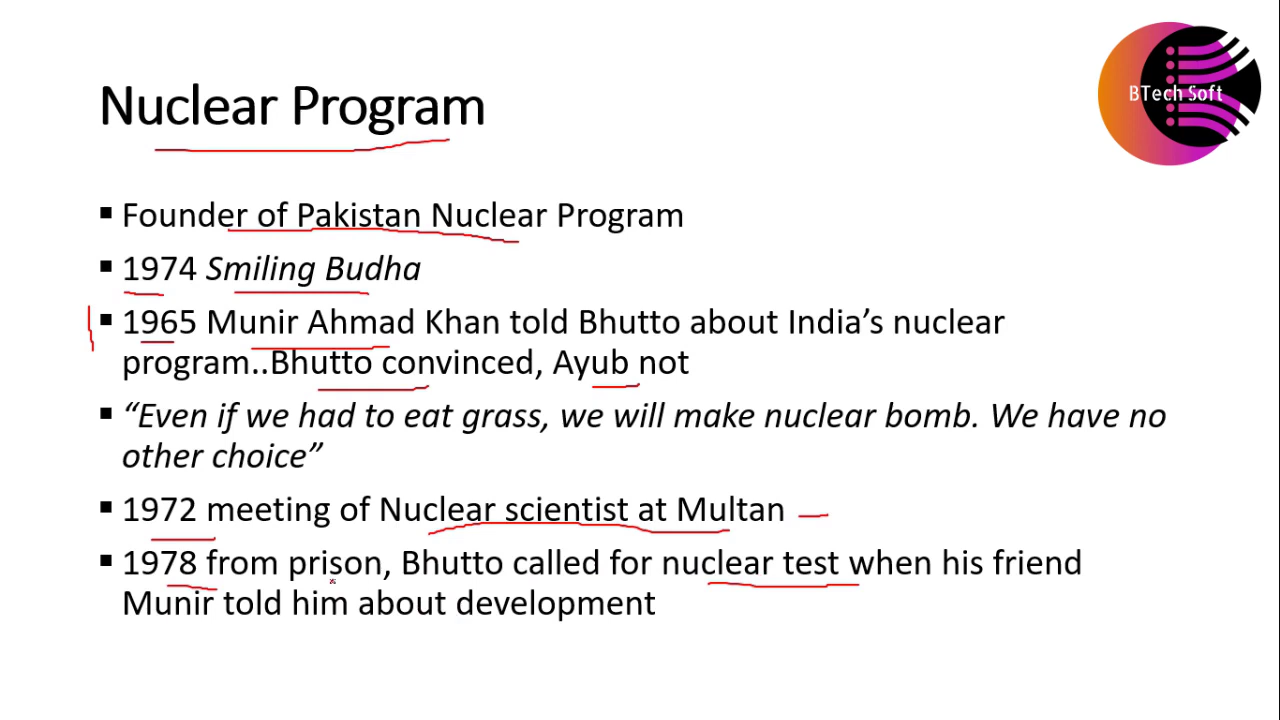 BTech Soft
Nuclear Program
▪ Founder of Pakistan Nuclear Program
▪ 1974 Smiling Budha
▪ 1965 Munir Ahmad Khan told Bhutto about India’s nuclear
program..Bhutto convinced, Ayub not
▪ “Even if we had to eat grass, we will make nuclear bomb. We have no
other choice”
▪ 1972 meeting of Nuclear scientist at Multan
▪ 1978 from prison, Bhutto called for nuclear test when his friend
Munir told him about development